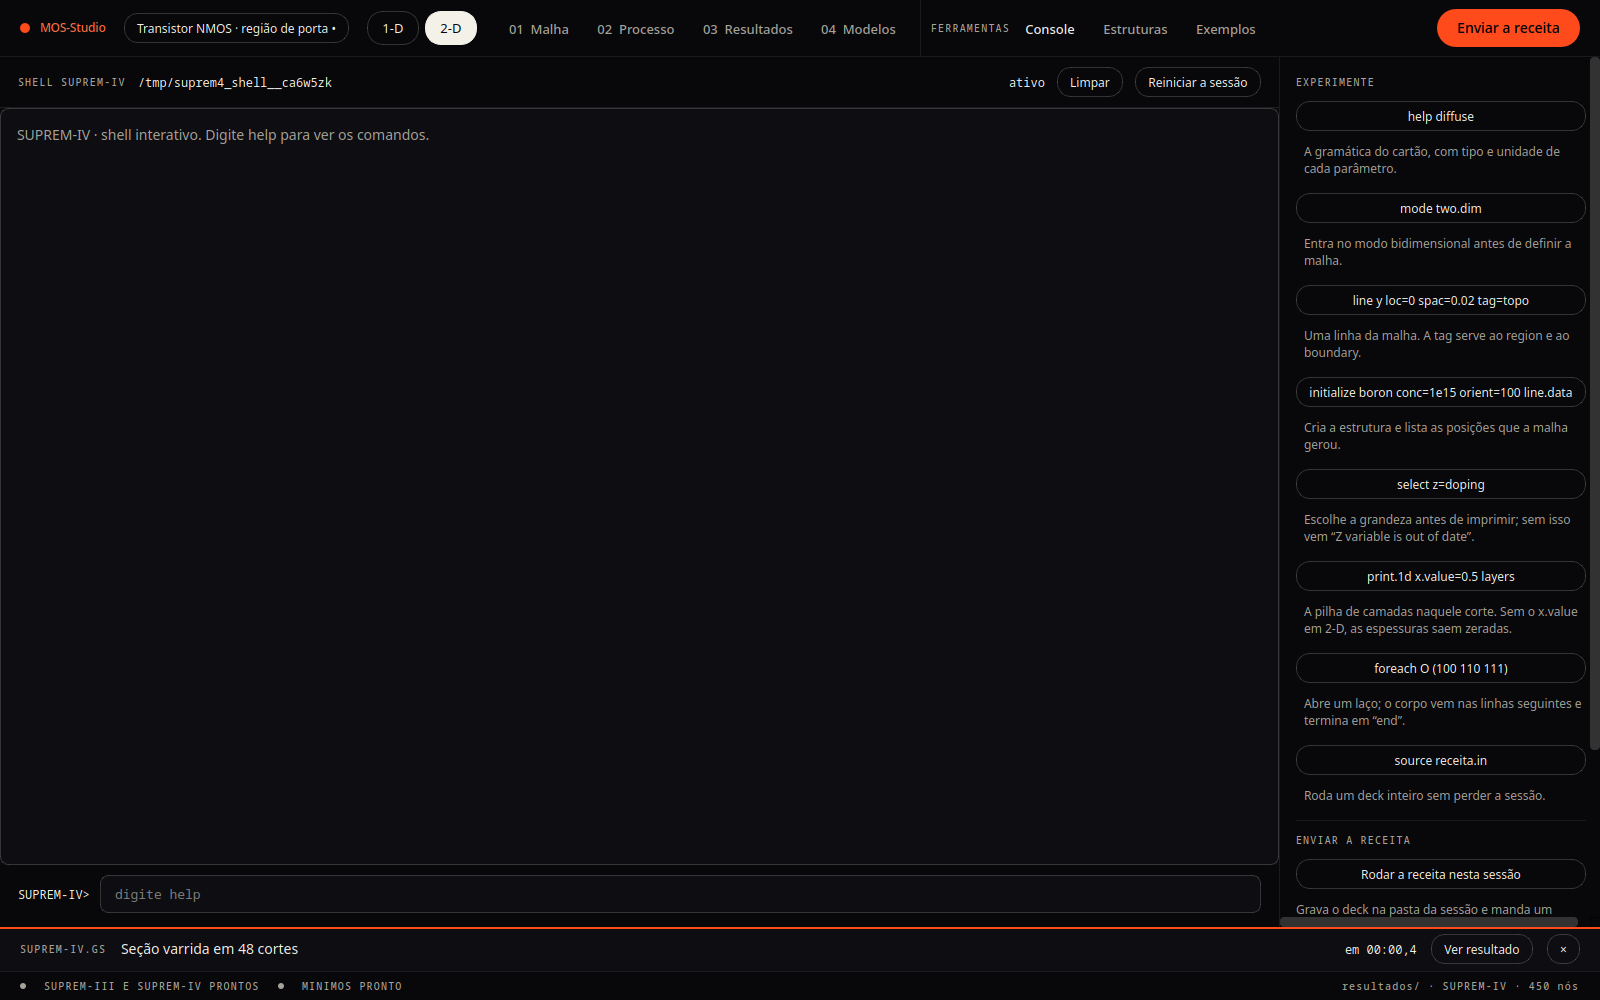 MOS-Studio
Transistor NMOS · região de porta •
1-D
2-D
01 Malha
02 Processo
03 Resultados
04 Modelos
FERRAMENTAS
Console
Estruturas
Exemplos
Enviar a receita
SHELL SUPREM-IV
/tmp/suprem4_shell__ca6w5zk
ativo
Limpar
Reiniciar a sessão
SUPREM-IV · shell interativo. Digite help para ver os comandos.
SUPREM-IV>
digite help
EXPERIMENTE
help diffuse
A gramática do cartão, com tipo e unidade de
cada parâmetro.
mode two.dim
Entra no modo bidimensional antes de definir a
malha.
line y loc=0 spac=0.02 tag=topo
Uma linha da malha. A tag serve ao region e ao
boundary.
initialize boron conc=1e15 orient=100 line.data
Cria a estrutura e lista as posições que a malha
gerou.
select z=doping
Escolhe a grandeza antes de imprimir; sem isso
vem “Z variable is out of date”.
print.1d x.value=0.5 layers
A pilha de camadas naquele corte. Sem o x.value
em 2-D, as espessuras saem zeradas.
foreach O (100 110 111)
Abre um laço; o corpo vem nas linhas seguintes e
termina em “end”.
source receita.in
Roda um deck inteiro sem perder a sessão.
ENVIAR A RECEITA
Rodar a receita nesta sessão
Grava o deck na pasta da sessão e manda um
SUPREM-IV.GS
Seção varrida em 48 cortes
em 00:00,4
Ver resultado
×
SUPREM-III E SUPREM-IV PRONTOS
MINIMOS PRONTO
resultados/ · SUPREM-IV · 450 nós